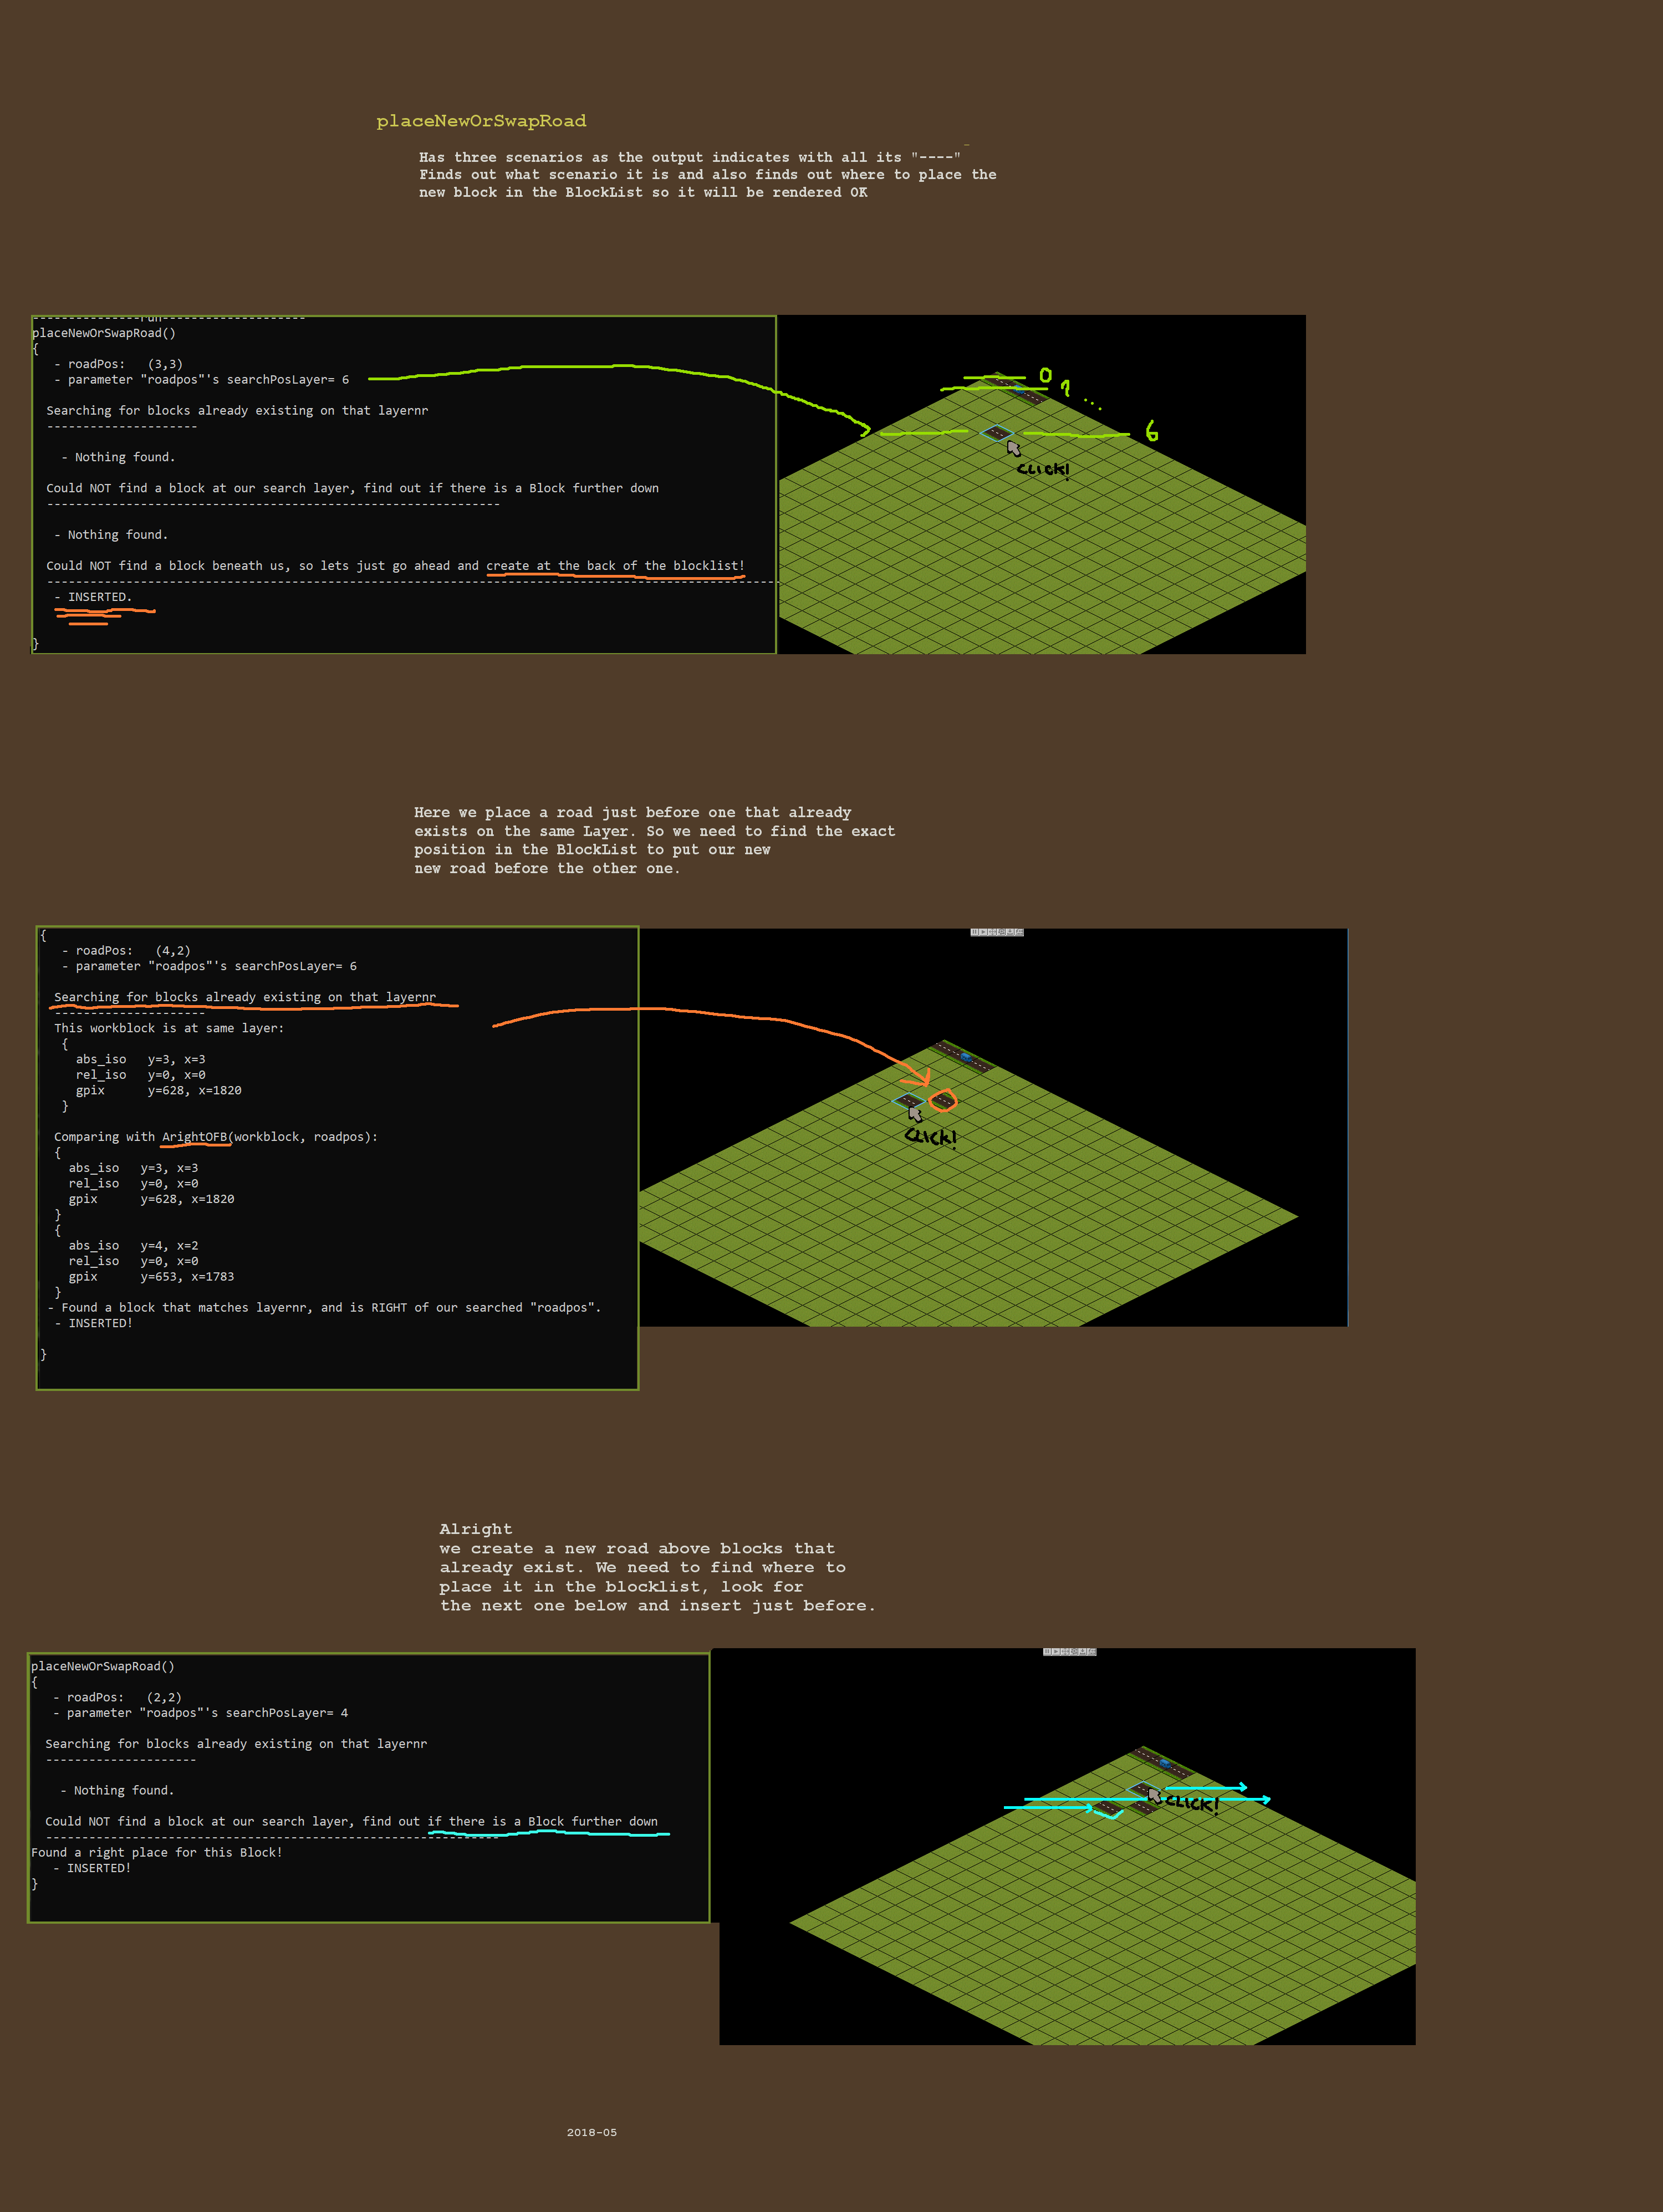 placeNewOrSwapRoad
Has three scenarios as the output indicates with all its "----"
Finds out what scenario it is and also finds out where to place the
new block in the BlockList so it will be rendered OK
---------------run--------------------
placeNewOrSwapRoad()
{
- roadPos: (3,3)
- parameter "roadpos"'s searchPosLayer= 6
Searching for blocks already existing on that layernr
---------------------
- Nothing found.
Could NOT find a block at our search layer, find out if there is a Block further down
---------------------------------------------------------------
- Nothing found.
Could NOT find a block beneath us, so lets just go ahead and create at the back of the blocklist!
------------------------------------------------------------------------------------------------------
- INSERTED.
}
0
1 ...
6
CLICK!
Here we place a road just before one that already
exists on the same Layer. So we need to find the exact
position in the BlockList to put our new
new road before the other one.
{
- roadPos: (4,2)
- parameter "roadpos"'s searchPosLayer= 6
Searching for blocks already existing on that layernr
---------------------
This workblock is at same layer:
{
abs_iso y=3, x=3
rel_iso y=0, x=0
gpix y=628, x=1820
}
Comparing with ArightOFB(workblock, roadpos):
{
abs_iso y=3, x=3
rel_iso y=0, x=0
gpix y=628, x=1820
}
{
abs_iso y=4, x=2
rel_iso y=0, x=0
gpix y=653, x=1783
}
- Found a block that matches layernr, and is RIGHT of our searched "roadpos".
- INSERTED!
}
CLICK!
Alright
we create a new road above blocks that
already exist. We need to find where to
place it in the blocklist, look for
the next one below and insert just before.
placeNewOrSwapRoad()
{
- roadPos: (2,2)
- parameter "roadpos"'s searchPosLayer= 4
Searching for blocks already existing on that layernr
---------------------
- Nothing found.
Could NOT find a block at our search layer, find out if there is a Block further down
---------------------------------------------------------------
Found a right place for this Block!
- INSERTED!
}
CLICK!
2018-05